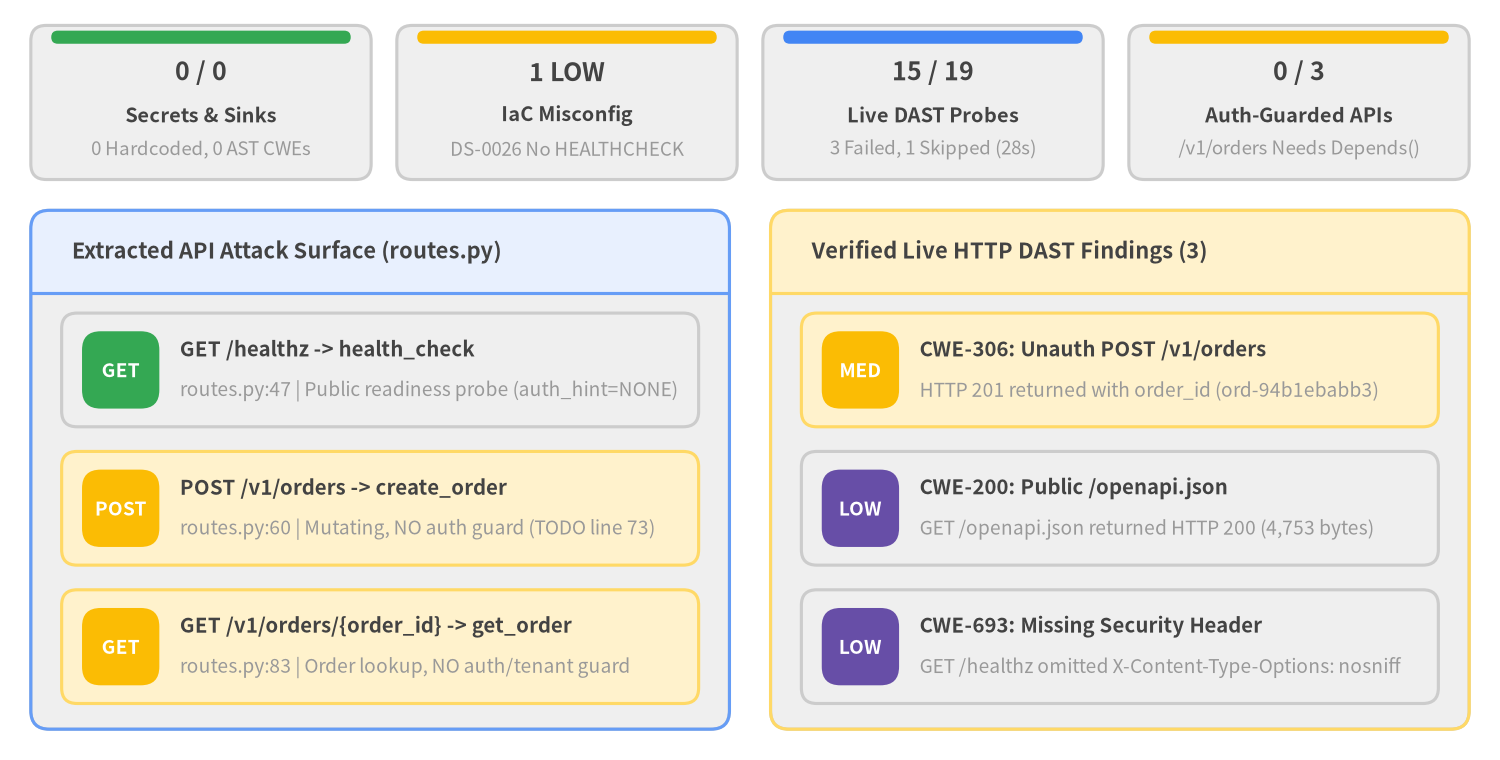 0 / 0
Secrets & Sinks
0 Hardcoded, 0 AST CWEs
1 LOW
IaC Misconfig
DS-0026 No HEALTHCHECK
15 / 19
Live DAST Probes
3 Failed, 1 Skipped (28s)
0 / 3
Auth-Guarded APIs
/v1/orders Needs Depends()
Extracted API Attack Surface (routes.py)
GET
GET /healthz -> health_check
routes.py:47 | Public readiness probe (auth_hint=NONE)
POST
POST /v1/orders -> create_order
routes.py:60 | Mutating, NO auth guard (TODO line 73)
GET
GET /v1/orders/{order_id} -> get_order
routes.py:83 | Order lookup, NO auth/tenant guard
Verified Live HTTP DAST Findings (3)
MED
CWE-306: Unauth POST /v1/orders
HTTP 201 returned with order_id (ord-94b1ebabb3)
LOW
CWE-200: Public /openapi.json
GET /openapi.json returned HTTP 200 (4,753 bytes)
LOW
CWE-693: Missing Security Header
GET /healthz omitted X-Content-Type-Options: nosniff